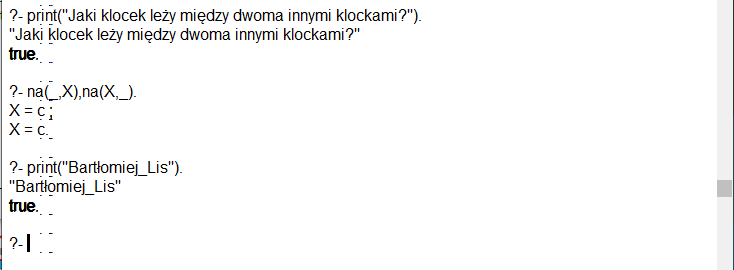 ?- print("Jaki klocek leży między dwoma innymi klockami?").
"Jaki klocek leży między dwoma innymi klockami?"
true.
?- na(_,X),na(X,_).
X = c ;
X = c.
?- print("Bartłomiej_Lis").
"Bartłomiej_Lis"
true.
?-